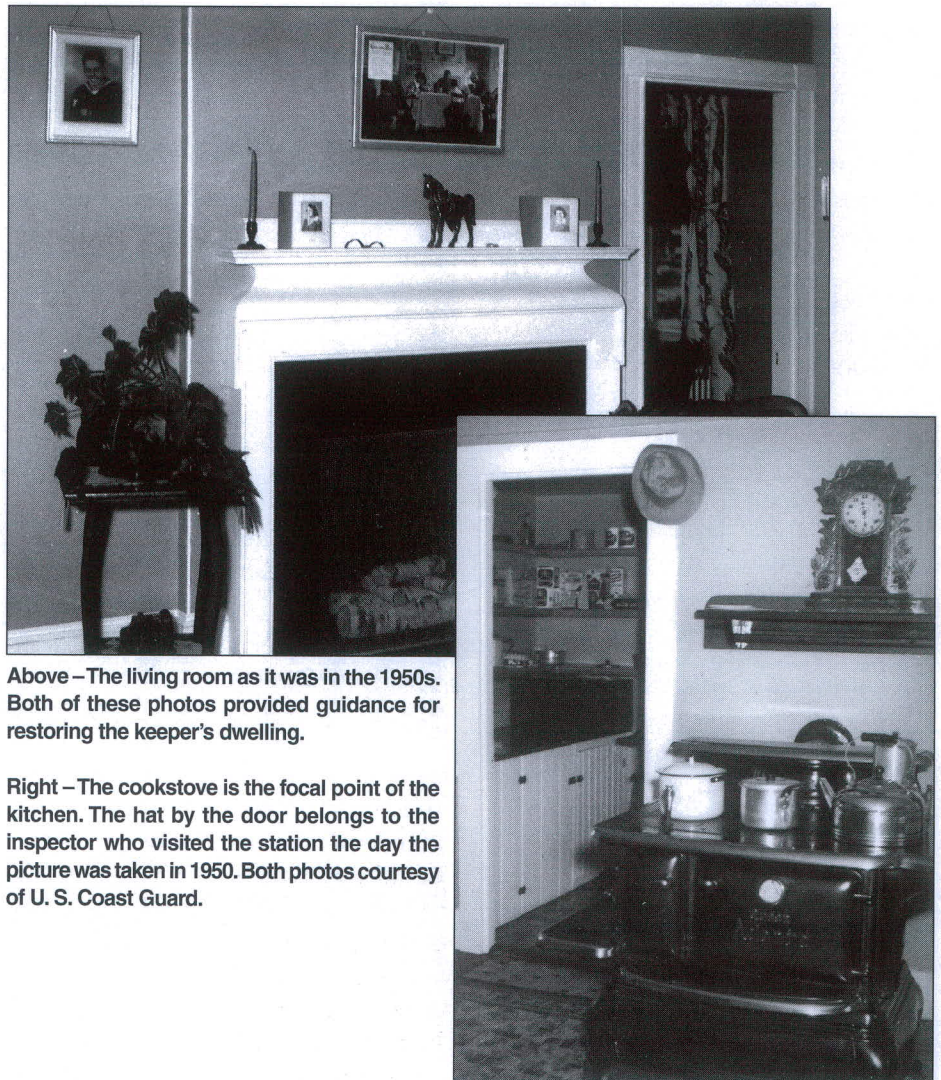 Above – The living room as it was in the 1950s.
Both of these photos provided guidance for
restoring the keeper's dwelling.
Right – The cookstove is the focal point of the
kitchen. The hat by the door belongs to the
inspector who visited the station the day the
picture was taken in 1950. Both photos courtesy
of U. S. Coast Guard.